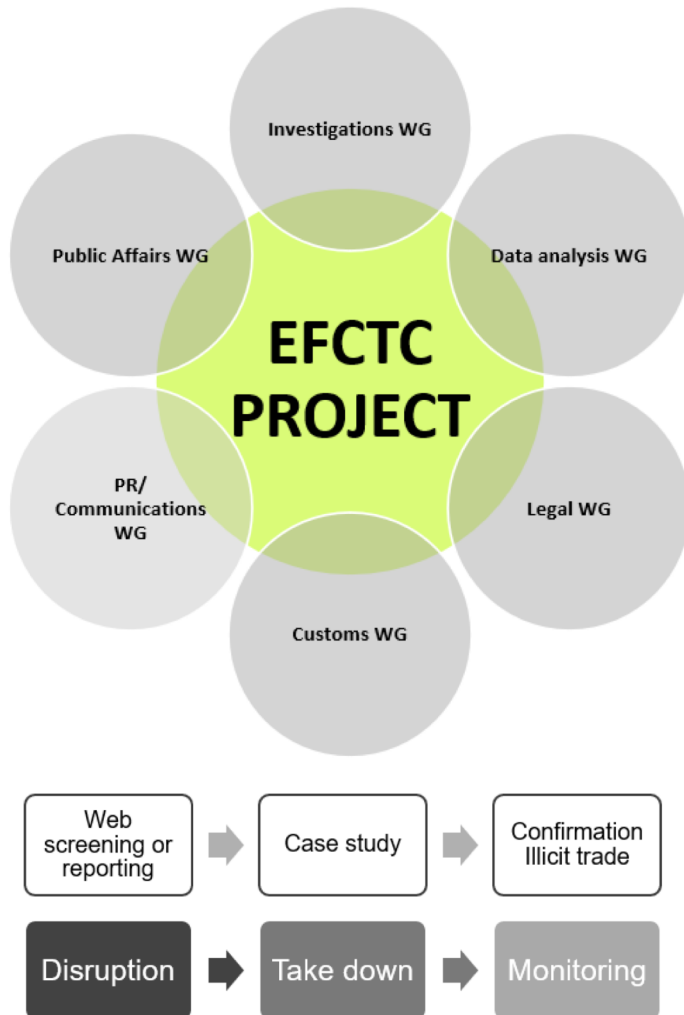 Investigations WG
Public Affairs WG
Data analysis WG
EFCTC
PROJECT
PR/
Communications
WG
Legal WG
Customs WG
Web
screening or
reporting
Case study
Confirmation
Illicit trade
Disruption
Take down
Monitoring